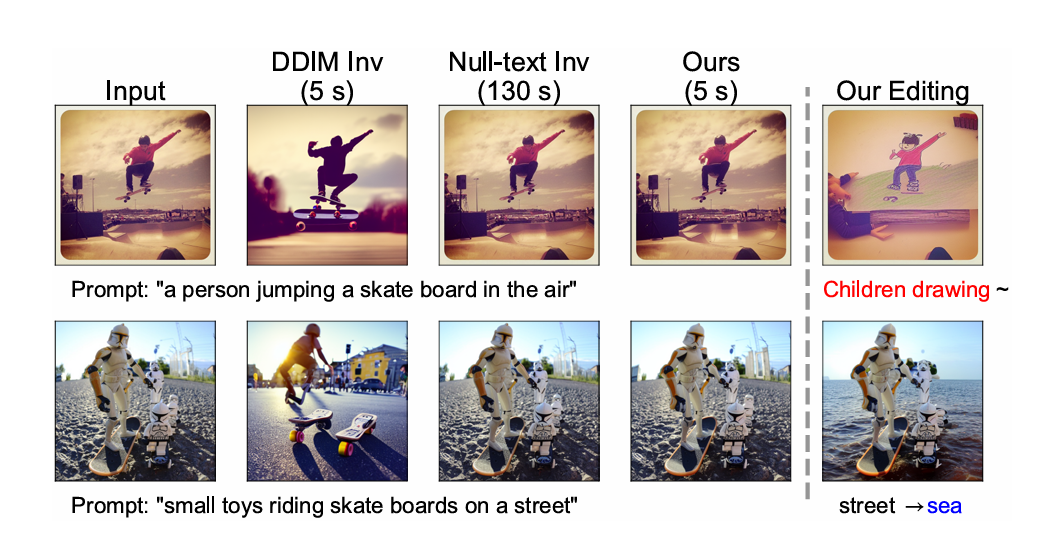 Input
DDIM Inv
(5 s)
Null-text Inv
(130 s)
Ours
(5 s)
Our Editing
Prompt: "a person jumping a skate board in the air"
Children drawing ~
Prompt: "small toys riding skate boards on a street"
street → sea